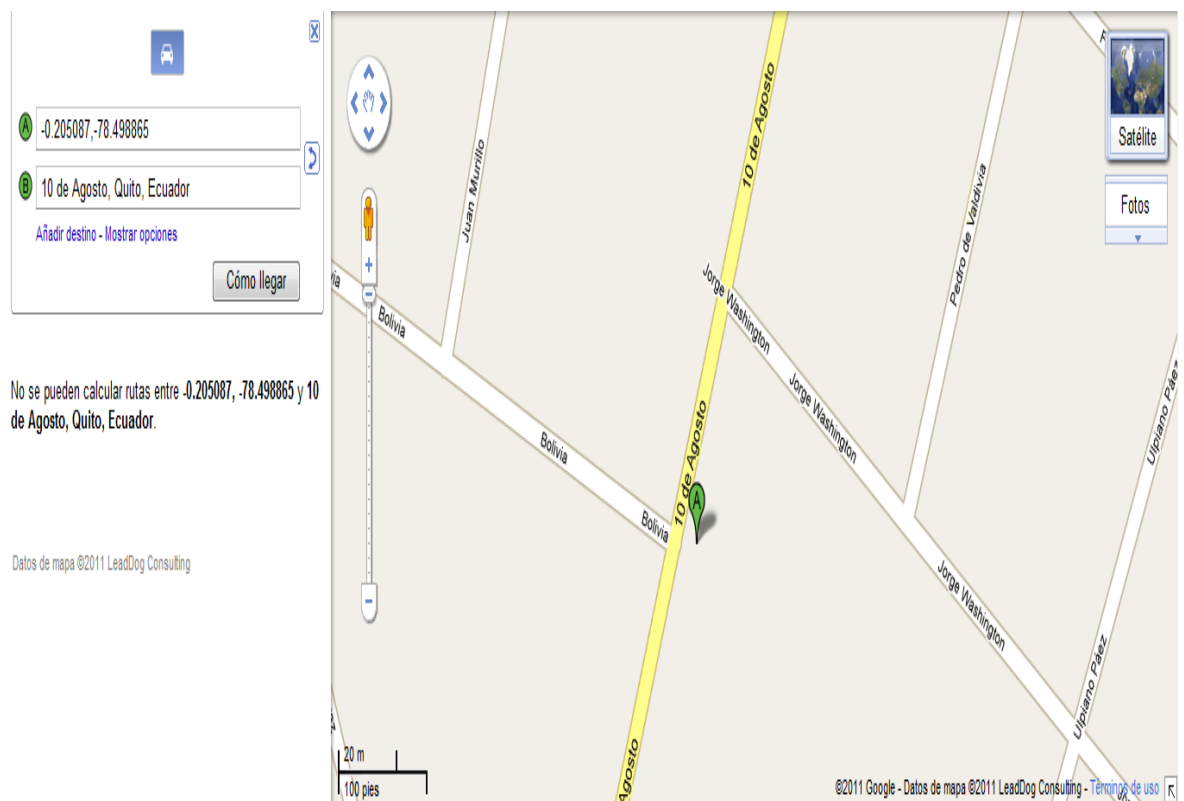 A
-0.205087,-78.498865
B
10 de Agosto, Quito, Ecuador
Añadir destino - Mostrar opciones
Cómo llegar
No se pueden calcular rutas entre -0.205087, -78.498865 y 10
de Agosto, Quito, Ecuador.
Datos de mapa ©2011 LeadDog Consulting
Satélite
Fotos
10 de Agosto
Juan Murillo
Pedro de Valdivia
Jorge Washington
Jorge Washington
Jorge Washington
Jorge Washington
Bolivia
Bolivia
Bolivia
10 de Agosto
A
Ulpiano Páez
Ulpiano Páez
Agosto
20 m
100 pies
©2011 Google - Datos de mapa ©2011 LeadDog Consulting - Términos de uso